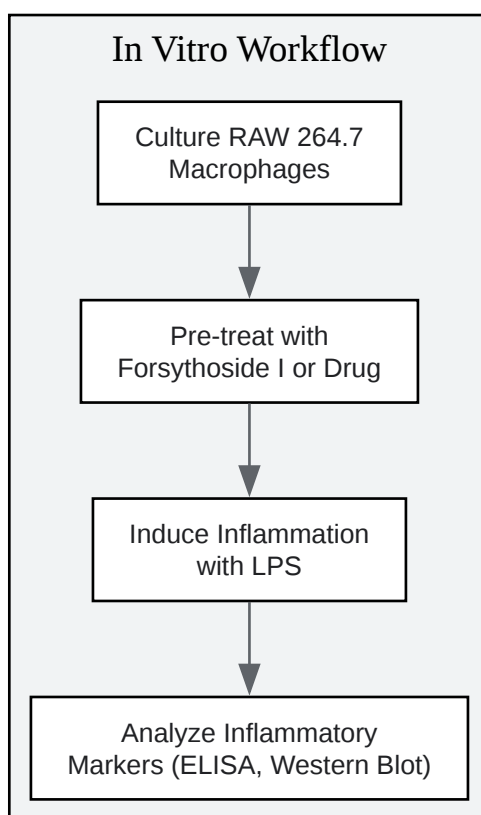 In Vitro Workflow
Culture RAW 264.7
Macrophages
Pre-treat with
Forsythoside I or Drug
Induce Inflammation
with LPS
Analyze Inflammatory
Markers (ELISA, Western Blot)